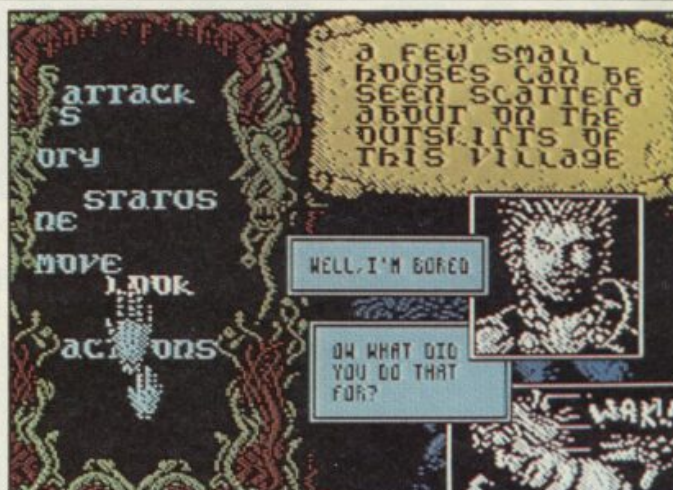 attack
s
ory
status
ne
move
look
actions
a few small
houses can be
seen scatterd
about on the
outskirts of
this village
WELL,I'M BORED
OW WHAT DID
YOU DO THAT
FOR?